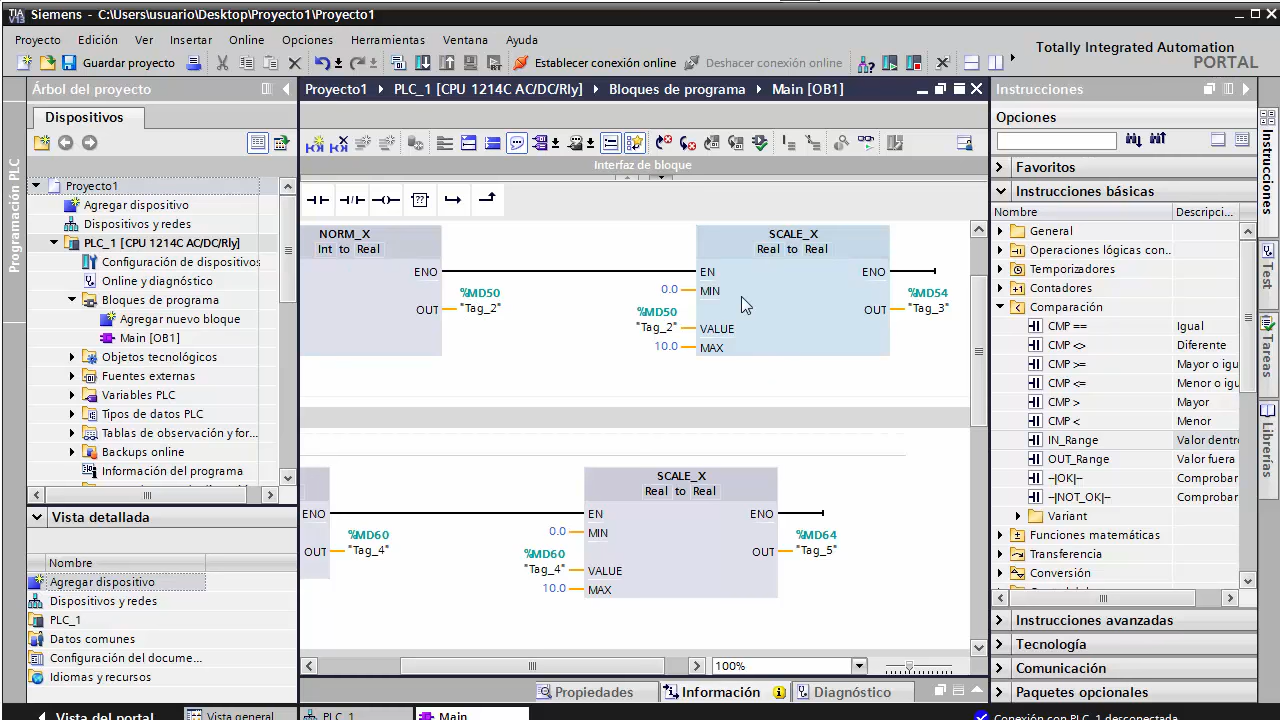 TIA
V13
Siemens - C:\Users\usuario\Desktop\Proyecto1\Proyecto1
Proyecto Edición Ver Insertar Online Opciones Herramientas Ventana Ayuda
Totally Integrated Automation
PORTAL
Guardar proyecto
Establecer conexión online
Deshacer conexión online
Árbol del proyecto
Dispositivos
Programación PLC
Proyecto1
Agregar dispositivo
Dispositivos y redes
PLC_1 [CPU 1214C AC/DC/Rly]
Configuración de dispositivos
Online y diagnóstico
Bloques de programa
Agregar nuevo bloque
Main [OB1]
Objetos tecnológicos
Fuentes externas
Variables PLC
Tipos de datos PLC
Tablas de observación y for...
Backups online
Información del programa
Vista detallada
Nombre
Agregar dispositivo
Dispositivos y redes
PLC_1
Datos comunes
Configuración del docume...
Idiomas y recursos
Proyecto1 PLC_1 [CPU 1214C AC/DC/Rly] Bloques de programa Main [OB1]
Interfaz de bloque
??
NORM_X
Int to Real
ENO
OUT
%MD50
"Tag_2"
SCALE_X
Real to Real
EN
ENO
0.0
MIN
%MD50
"Tag_2"
VALUE
10.0
MAX
OUT
%MD54
"Tag_3"
ENO
OUT
%MD60
"Tag_4"
SCALE_X
Real to Real
EN
ENO
0.0
MIN
%MD60
"Tag_4"
VALUE
10.0
MAX
OUT
%MD64
"Tag_5"
100%
Propiedades
Información
Diagnóstico
Instrucciones
Opciones
Favoritos
Instrucciones básicas
Nombre Descripci...
General
Operaciones lógicas con...
Temporizadores
Contadores
Comparación
CMP == Igual
CMP <> Diferente
CMP >= Mayor o igu
CMP <= Menor o igu
CMP > Mayor
CMP < Menor
IN_Range Valor dentr
OUT_Range Valor fuera
-|OK|- Comprobar
-|NOT_OK|- Comprobar
Variant
Funciones matemáticas
Transferencia
Conversión
Instrucciones avanzadas
Tecnología
Comunicación
Paquetes opcionales
Instrucciones
Test
Tareas
Librerías
Vista del portal
Vista general
PLC_1
Main
Conexión con PLC_1 desconectada